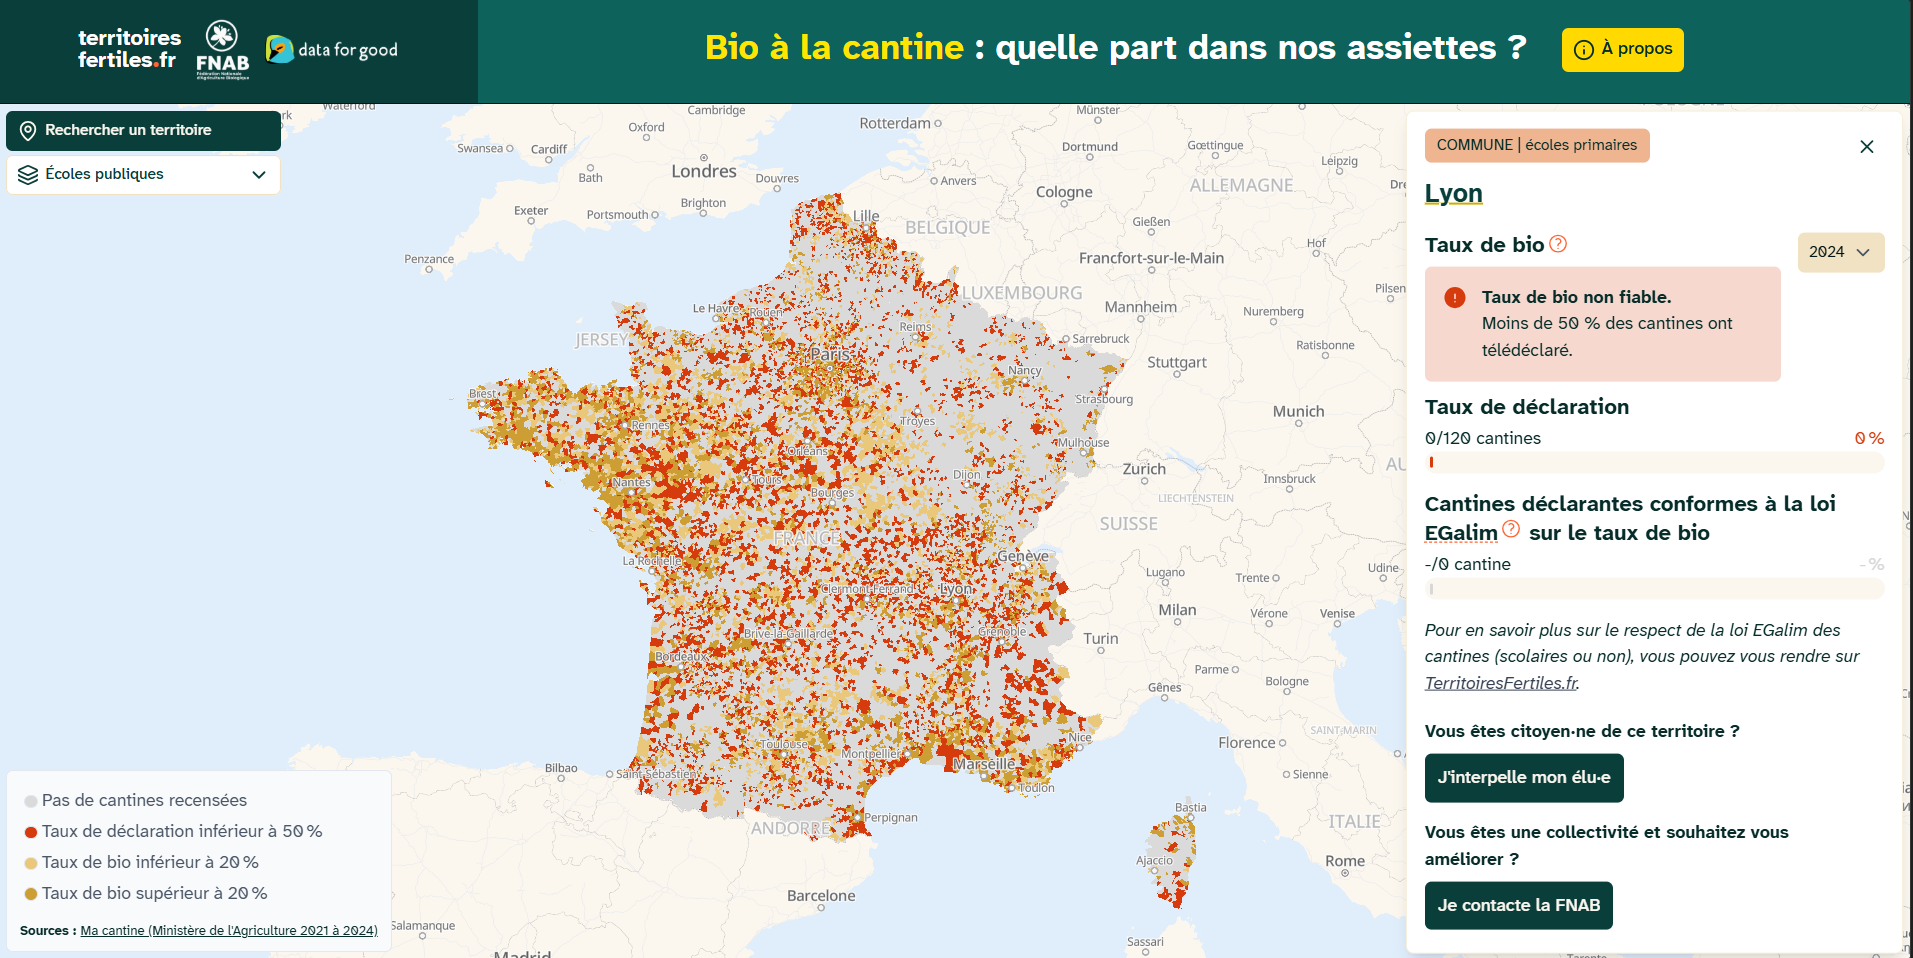 territoires
fertiles.fr
FNAB
Fédération Nationale
d'Agriculture Biologique
data for good
Bio à la cantine : quelle part dans nos assiettes ?
À propos
Rechercher un territoire
Écoles publiques
Waterford
Cambridge
Oxford
Swansea
Cardiff
Bath
Londres
Douvres
Brighton
Exeter
Portsmouth
Penzance
Rotterdam
Münster
Dortmund
Gœttingue
Leipzig
Anvers
Cologne
ALLEMAGNE
Gießen
Lille
BELGIQUE
Hof
Francfort-sur-le-Main
LUXEMBOURG
Mannheim
Nuremberg
Pilsen
Le Havre
Rouen
Reims
Sarrebruck
Ratisbonne
JERSEY
Paris
Nancy
Stuttgart
Brest
Strasbourg
Munich
Rennes
Troyes
Mulhouse
Orléans
Zurich
Dijon
Innsbruck
Nantes
Tours
Bourges
LIECHTENSTEIN
SUISSE
FRANCE
La Rochelle
Genève
Lugano
Trente
Udine
Clermont-Ferrand
Lyon
Milan
Vérone
Venise
Brive-la-Gaillarde
Grenoble
Turin
Bordeaux
Parme
Bologne
Gênes
Toulouse
Montpellier
Nice
Florence
SAINT-MARIN
Marseille
Toulon
Sienne
Bilbao
Saint-Sébastien
Bastia
ANDORRE
Perpignan
ITALIE
Ajaccio
Rome
Barcelone
Salamanque
Sassari
Madrid
Pas de cantines recensées
Taux de déclaration inférieur à 50 %
Taux de bio inférieur à 20 %
Taux de bio supérieur à 20 %
Sources : Ma cantine (Ministère de l'Agriculture 2021 à 2024)
COMMUNE | écoles primaires
Lyon
Taux de bio ?
2024
! Taux de bio non fiable.
Moins de 50 % des cantines ont
télédéclaré.
Taux de déclaration
0/120 cantines 0 %
Cantines déclarantes conformes à la loi
EGalim ? sur le taux de bio
-/0 cantine - %
Pour en savoir plus sur le respect de la loi EGalim des
cantines (scolaires ou non), vous pouvez vous rendre sur
TerritoiresFertiles.fr.
Vous êtes citoyen·ne de ce territoire ?
J'interpelle mon élu·e
Vous êtes une collectivité et souhaitez vous
améliorer ?
Je contacte la FNAB